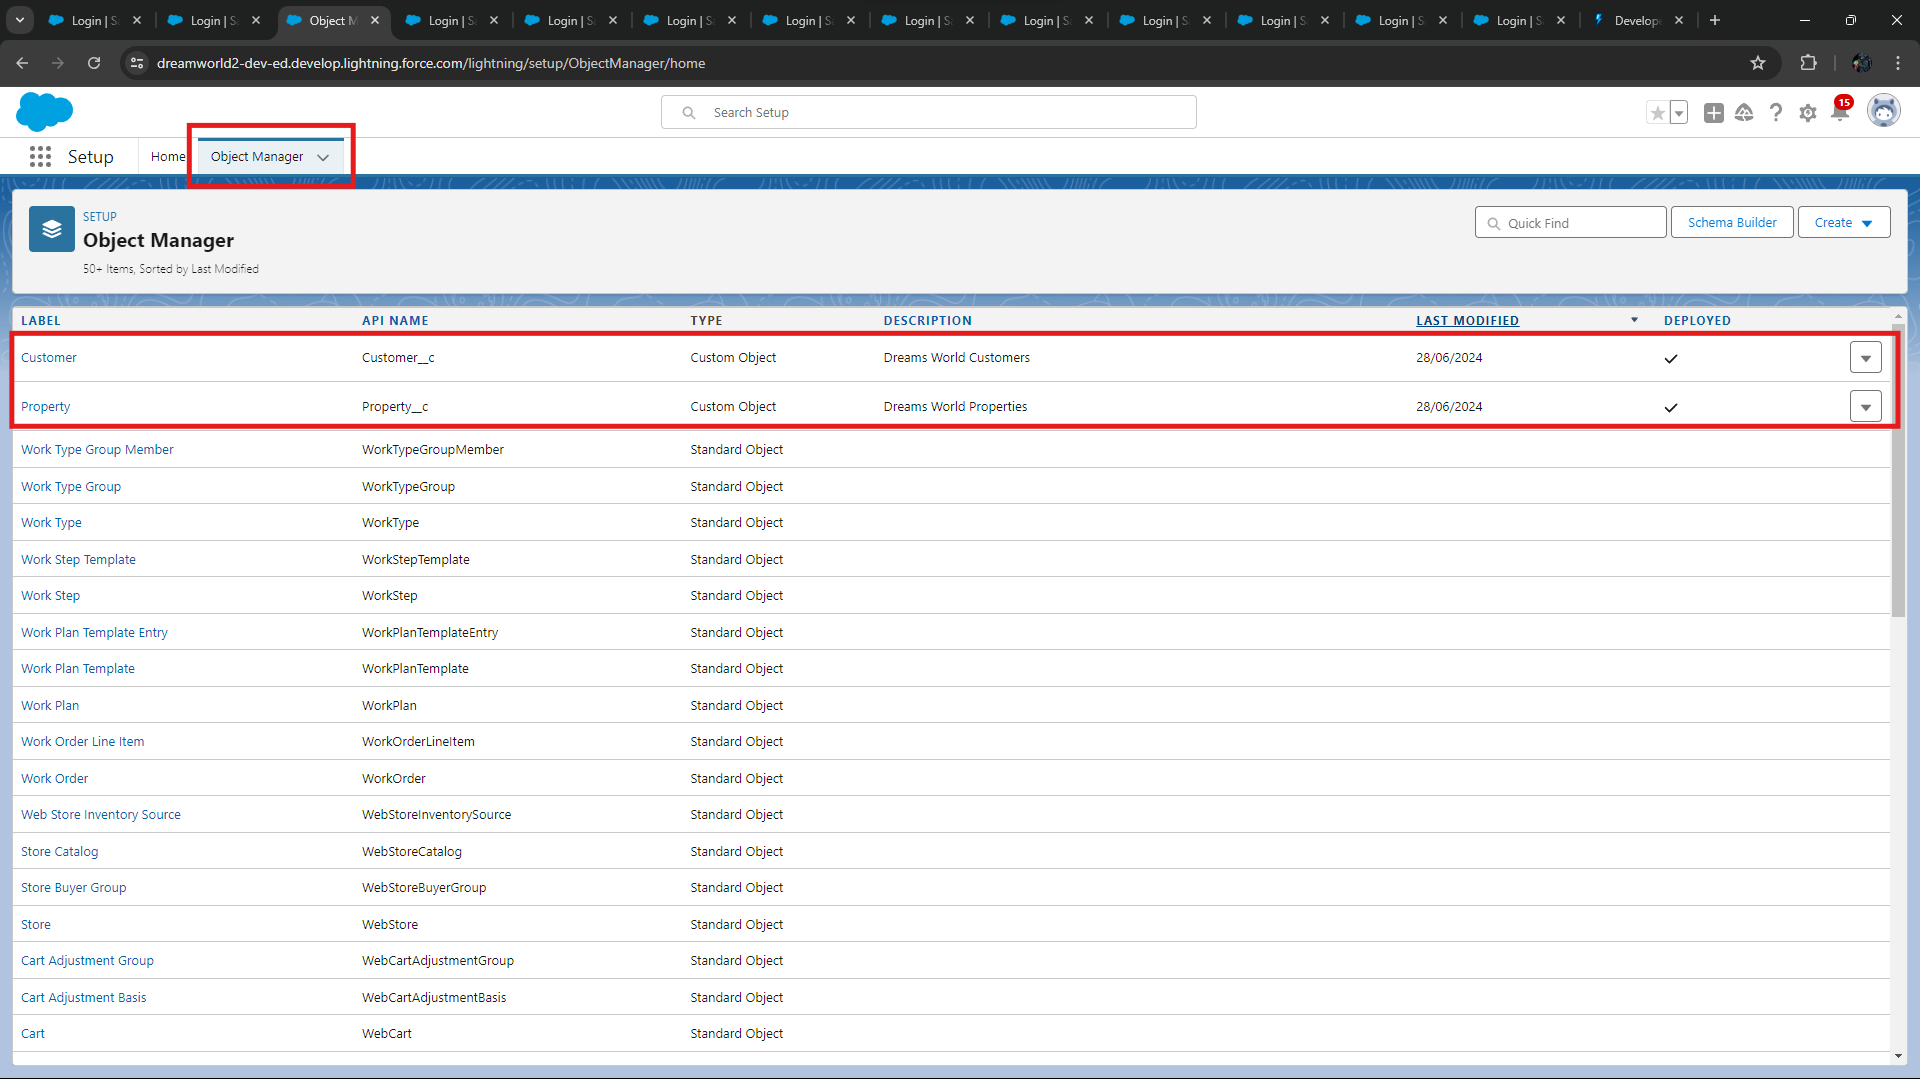 Login | S Login | S Object M Login | S Login | S Login | S Login | S Login | S Login | S Login | S Login | S Login | S Login | S Develop
dreamworld2-dev-ed.develop.lightning.force.com/lightning/setup/ObjectManager/home
Search Setup
15
Setup Home Object Manager
SETUP
Object Manager
50+ Items, Sorted by Last Modified
Quick Find
Schema Builder
Create
LABEL API NAME TYPE DESCRIPTION LAST MODIFIED DEPLOYED
Customer Customer__c Custom Object Dreams World Customers 28/06/2024
Property Property__c Custom Object Dreams World Properties 28/06/2024
Work Type Group Member WorkTypeGroupMember Standard Object
Work Type Group WorkTypeGroup Standard Object
Work Type WorkType Standard Object
Work Step Template WorkStepTemplate Standard Object
Work Step WorkStep Standard Object
Work Plan Template Entry WorkPlanTemplateEntry Standard Object
Work Plan Template WorkPlanTemplate Standard Object
Work Plan WorkPlan Standard Object
Work Order Line Item WorkOrderLineItem Standard Object
Work Order WorkOrder Standard Object
Web Store Inventory Source WebStoreInventorySource Standard Object
Store Catalog WebStoreCatalog Standard Object
Store Buyer Group WebStoreBuyerGroup Standard Object
Store WebStore Standard Object
Cart Adjustment Group WebCartAdjustmentGroup Standard Object
Cart Adjustment Basis WebCartAdjustmentBasis Standard Object
Cart WebCart Standard Object